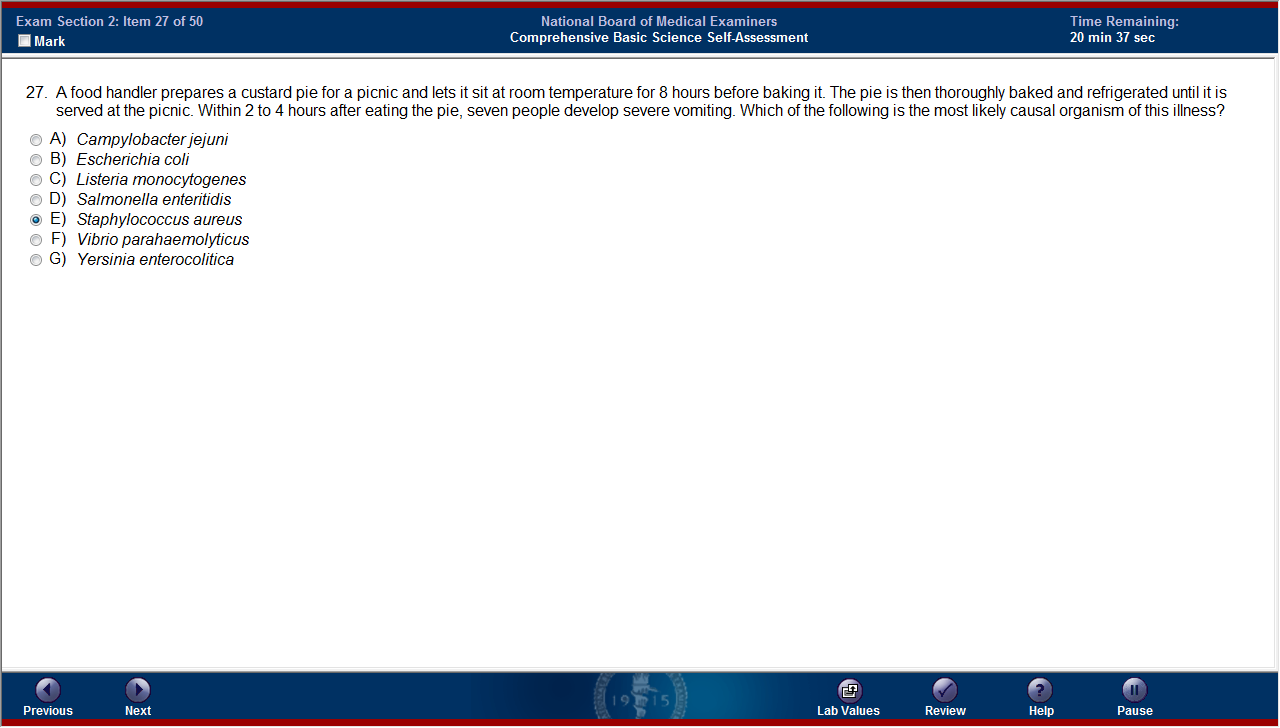 Exam Section 2: Item 27 of 50
National Board of Medical Examiners
Time Remaining:
Mark
Comprehensive Basic Science Self-Assessment
20 min 37 sec
27. A food handler prepares a custard pie for a picnic and lets it sit at room temperature for 8 hours before baking it. The pie is then thoroughly baked and refrigerated until it is
served at the picnic. Within 2 to 4 hours after eating the pie, seven people develop severe vomiting. Which of the following is the most likely causal organism of this illness?
A) Campylobacter jejuni
B) Escherichia coli
C) Listeria monocytogenes
D) Salmonella enteritidis
E) Staphylococcus aureus
F) Vibrio parahaemolyticus
G) Yersinia enterocolitica
19 15
Previous
Next
Lab Values
Review
Help
Pause